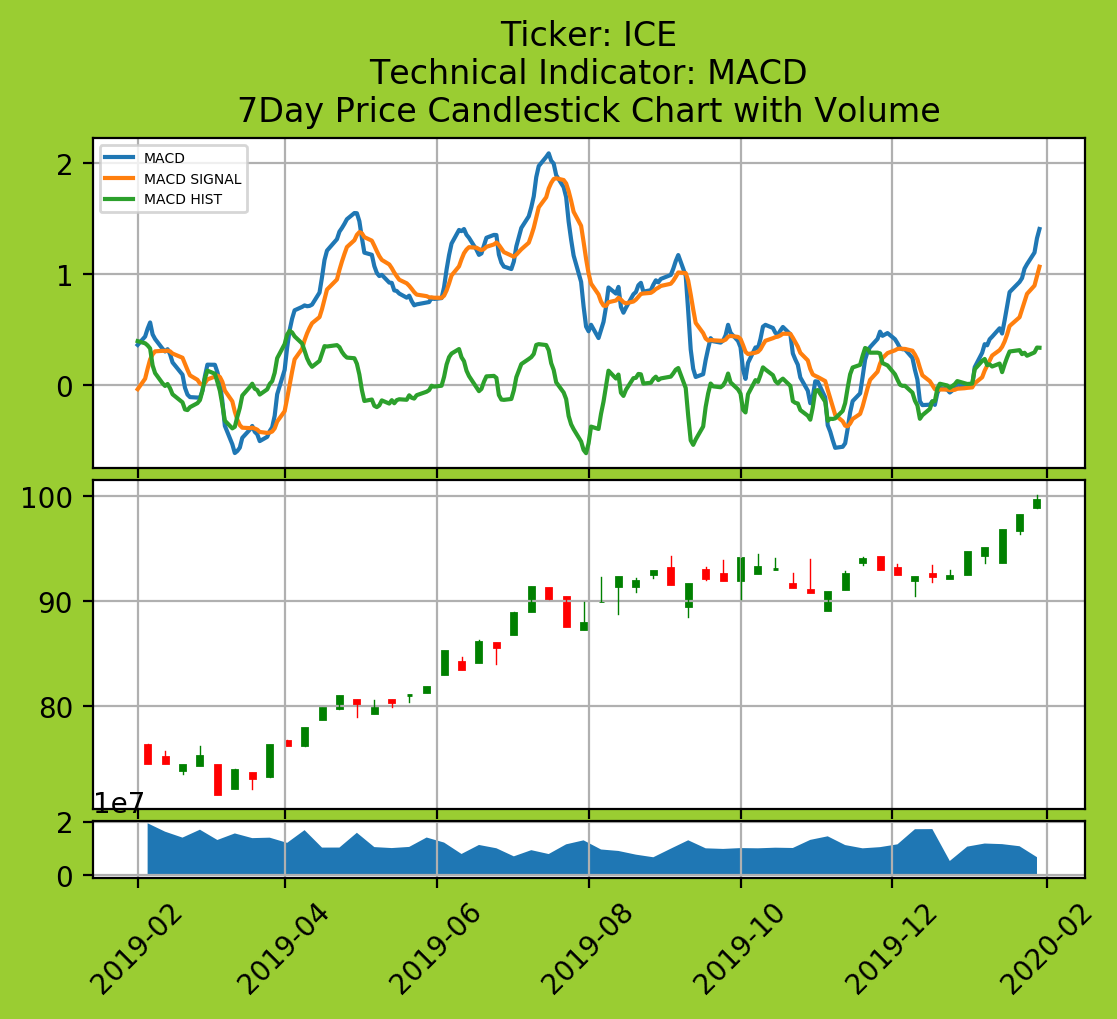 Ticker: ICE
Technical Indicator: MACD
7Day Price Candlestick Chart with Volume
MACD
MACD SIGNAL
MACD HIST
2
1
0
100
90
80
1e7
2
0
2019-02
2019-04
2019-06
2019-08
2019-10
2019-12
2020-02